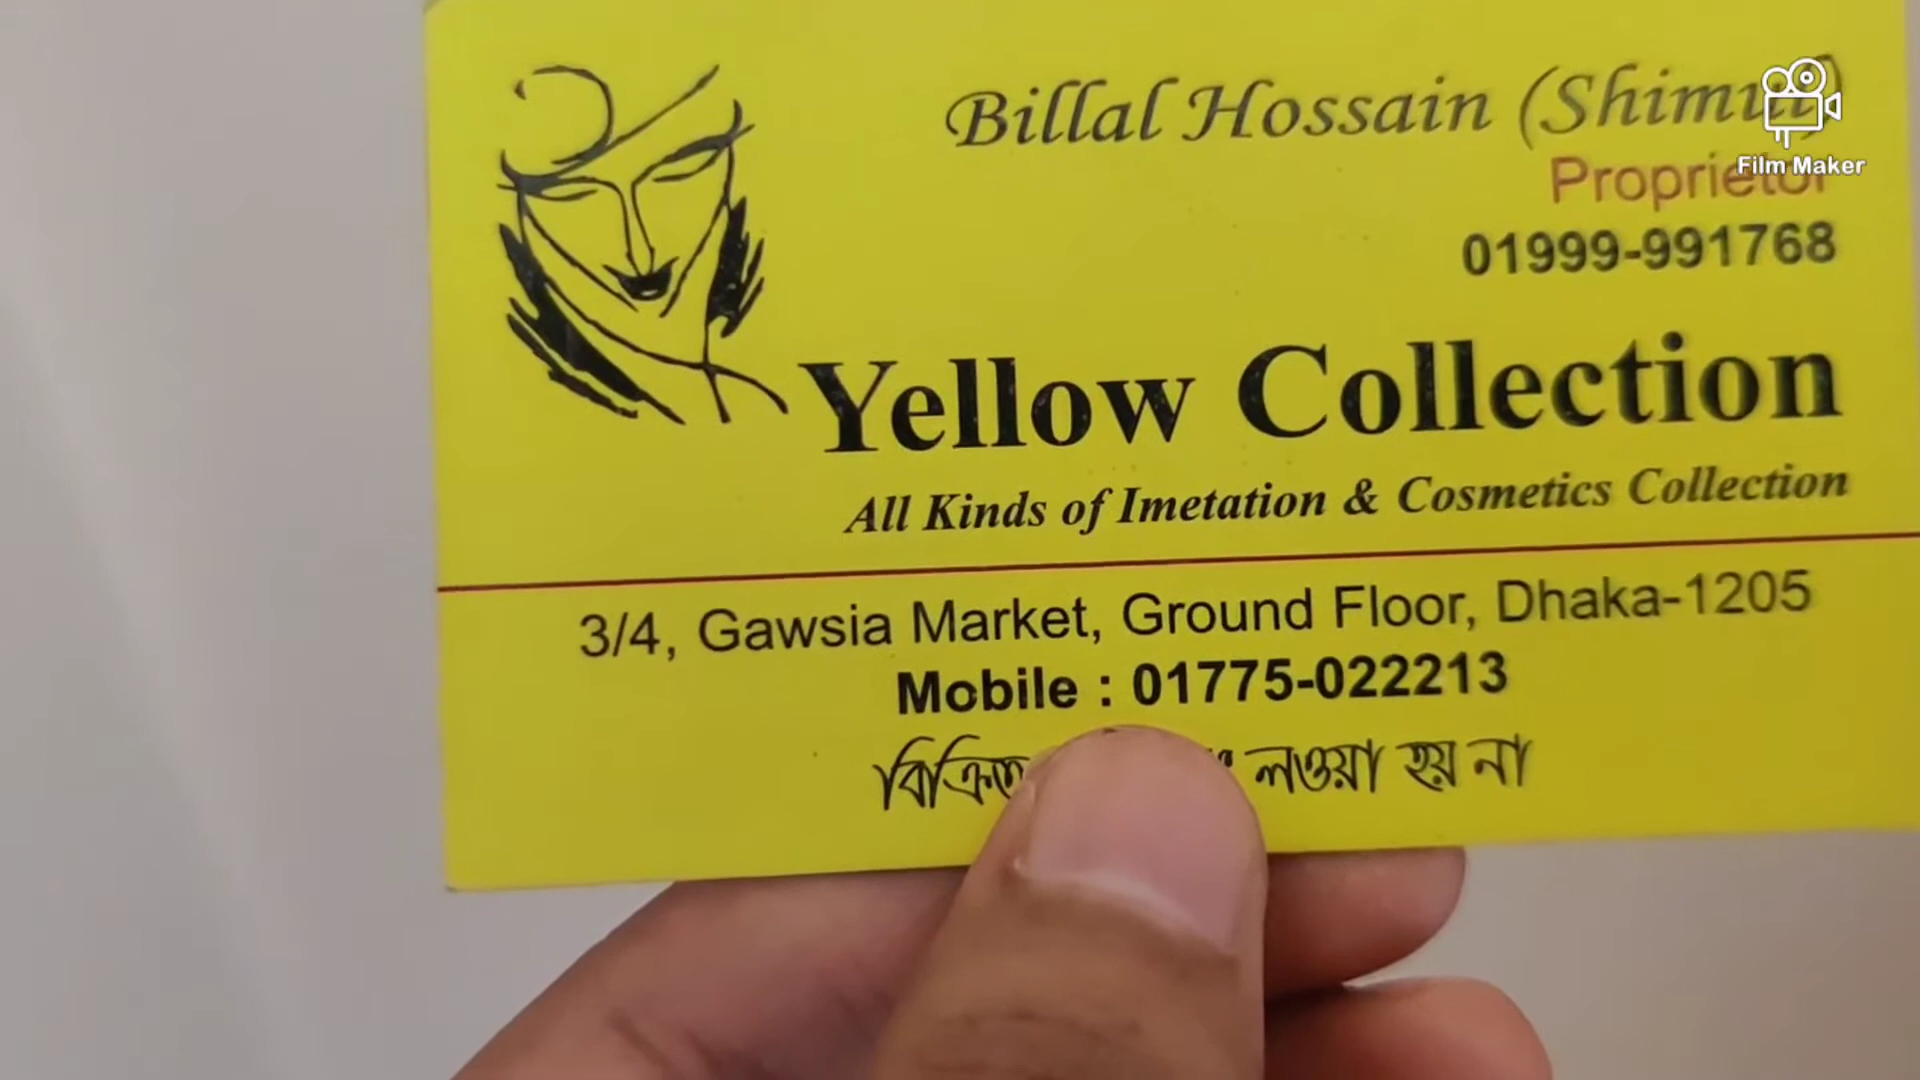 Billal Hossain (Shimul)
Film Maker
Proprietor
01999-991768
Yellow Collection
All Kinds of Imetation & Cosmetics Collection
3/4, Gawsia Market, Ground Floor, Dhaka-1205
Mobile : 01775-022213
লওয়া হয় না